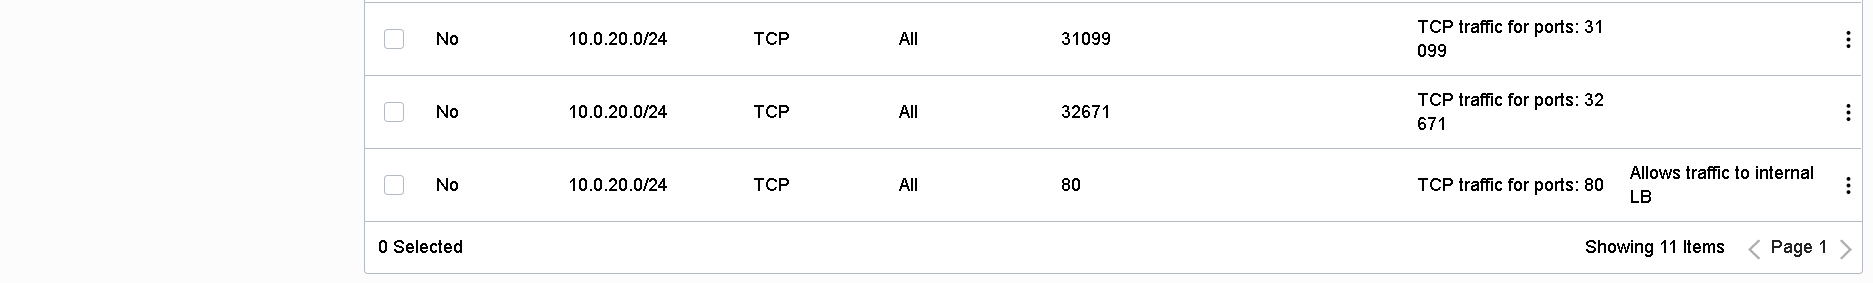 No 10.0.20.0/24 TCP All 31099 TCP traffic for ports: 31
099
No 10.0.20.0/24 TCP All 32671 TCP traffic for ports: 32
671
No 10.0.20.0/24 TCP All 80 TCP traffic for ports: 80 Allows traffic to internal
LB
0 Selected Showing 11 Items Page 1